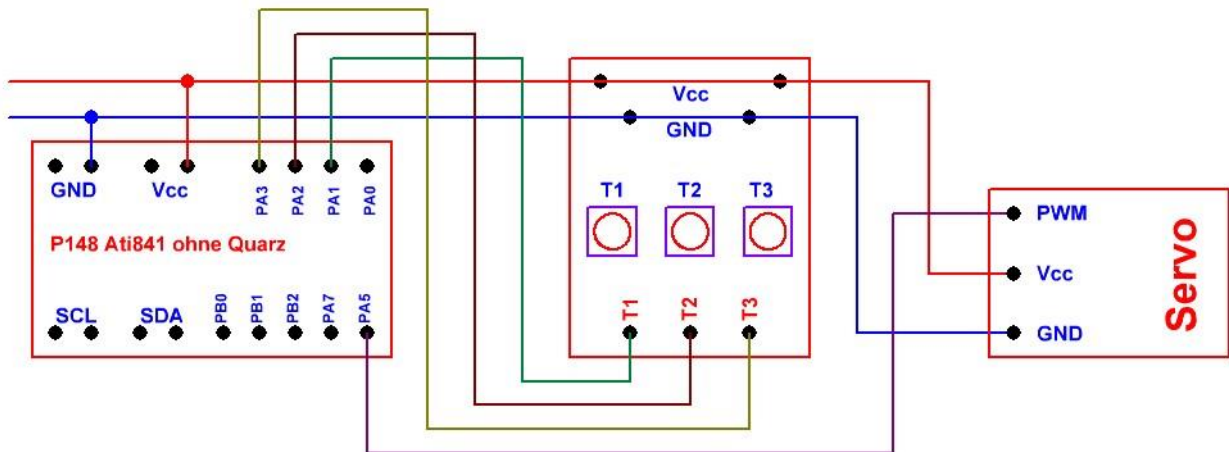 Vcc
GND
GND Vcc PA3 PA2 PA1 PA0
T1 T2 T3
P148 Ati841 ohne Quarz
SCL SDA PB0 PB1 PB2 PA7 PA5
T1 T2 T3
PWM
Vcc
GND
Servo